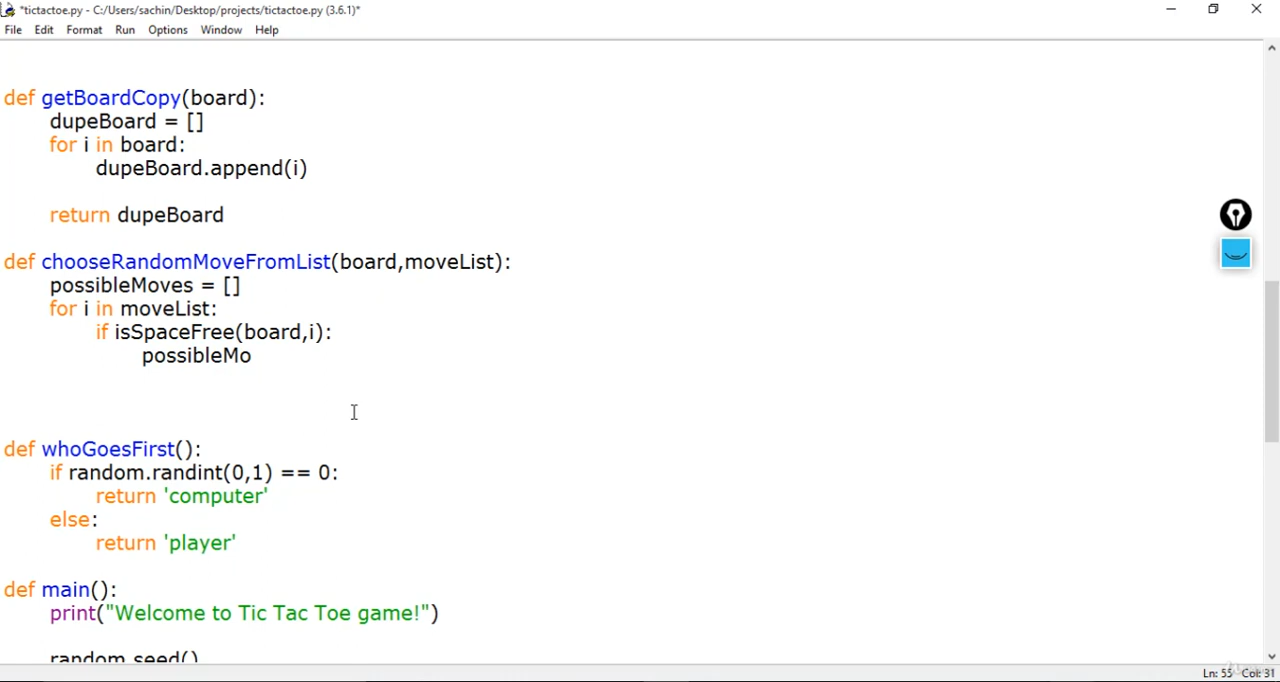 *tictactoe.py - C:/Users/sachin/Desktop/projects/tictactoe.py (3.6.1)*
File Edit Format Run Options Window Help
def getBoardCopy(board):
dupeBoard = []
for i in board:
dupeBoard.append(i)
return dupeBoard
def chooseRandomMoveFromList(board,moveList):
possibleMoves = []
for i in moveList:
if isSpaceFree(board,i):
possibleMo
def whoGoesFirst():
if random.randint(0,1) == 0:
return 'computer'
else:
return 'player'
def main():
print("Welcome to Tic Tac Toe game!")
random.seed()
Ln: 55 Col: 31